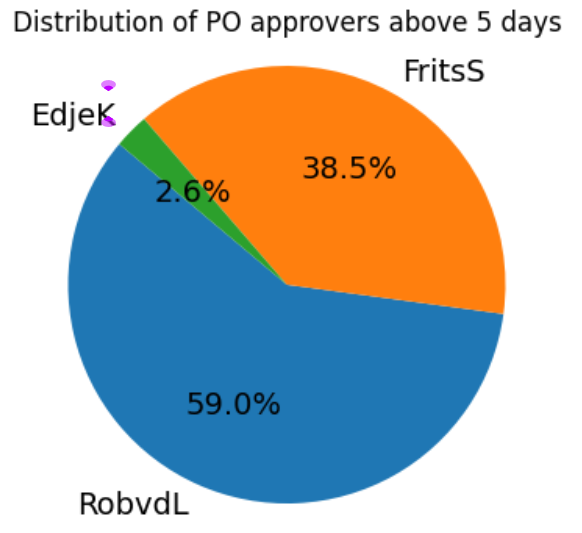 Distribution of PO approvers above 5 days
FritsS
EdjeK
38.5%
2.6%
59.0%
RobvdL